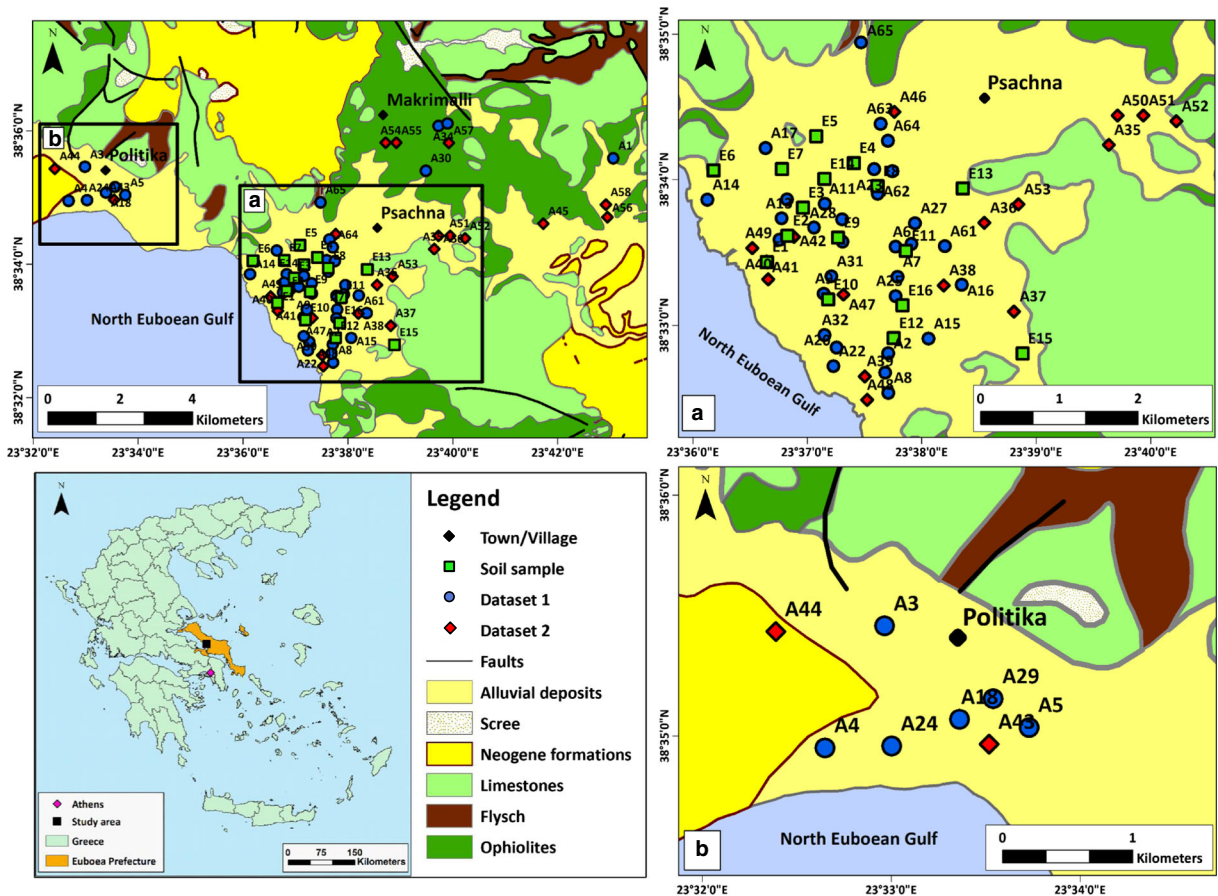 N
b
A44
A3
Politika
A4
A24
A13
A5
A18
Makrimalli
A54
A55
A34
A57
A30
A1
A65
a
Psachna
A58
A56
A45
A51
A52
A64
E5
E6
E13
A53
A14
A61
A37
A38
E15
A15
A47
A8
A22
North Euboean Gulf
38°36'0"N
38°34'0"N
38°32'0"N
0 2 4
Kilometers
23°32'0"E 23°34'0"E 23°36'0"E 23°38'0"E 23°40'0"E 23°42'0"E
N
A65
Psachna
A46
A63
A64
A50
A51
A52
A35
A17
E5
E4
E7
E6
E14
A14
A11
A23
A62
E13
A53
E3
A28
A27
A36
E2
E9
A49
A42
E1
A6
E11
A61
A7
A41
A31
A38
A16
E10
A47
A25
E16
A37
A32
A26
A22
E12
A2
A15
E15
A39
A8
A48
North Euboean Gulf
a
38°35'0"N
38°34'0"N
38°33'0"N
0 1 2
Kilometers
23°36'0"E 23°37'0"E 23°38'0"E 23°39'0"E 23°40'0"E
N
Athens
Study area
Greece
Euboea Prefecture
0 75 150
Kilometers
Legend
Town/Village
Soil sample
Dataset 1
Dataset 2
Faults
Alluvial deposits
Scree
Neogene formations
Limestones
Flysch
Ophiolites
N
A44
A3
Politika
A29
A18
A5
A43
A4
A24
North Euboean Gulf
b
38°36'0"N
38°35'0"N
0 1
Kilometers
23°32'0"E 23°33'0"E 23°34'0"E